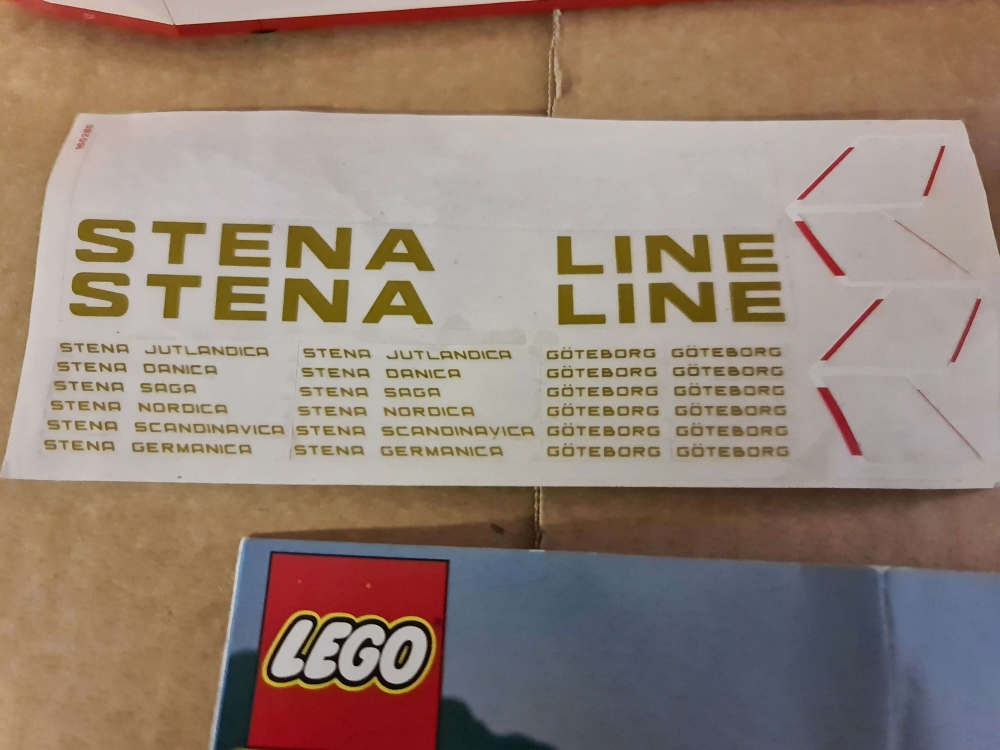 165286
STENA LINE
STENA LINE
STENA JUTLANDICA STENA JUTLANDICA GÖTEBORG GÖTEBORG
STENA DANICA STENA DANICA GÖTEBORG GÖTEBORG
STENA SAGA STENA SAGA GÖTEBORG GÖTEBORG
STENA NORDICA STENA NORDICA GÖTEBORG GÖTEBORG
STENA SCANDINAVICA STENA SCANDINAVICA GÖTEBORG GÖTEBORG
STENA GERMANICA STENA GERMANICA GÖTEBORG GÖTEBORG
LEGO